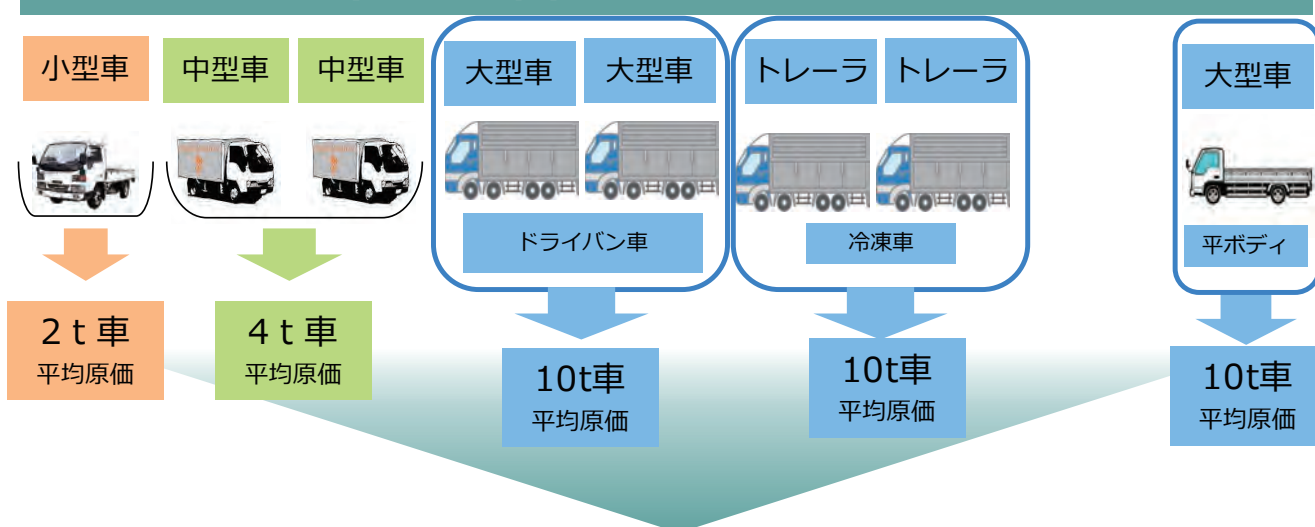 小型車
中型車
中型車
大型車
大型車
トレーラ
トレーラ
大型車
ドライバン車
冷凍車
平ボディ
２ｔ車
平均原価
４ｔ車
平均原価
10t車
平均原価
10t車
平均原価
10t車
平均原価